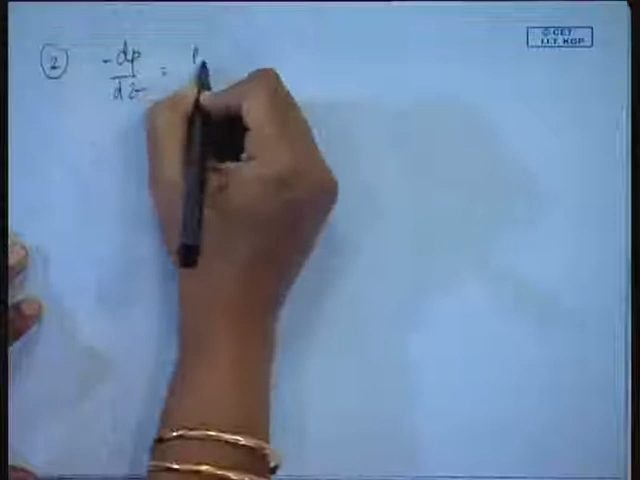 ② -dp/dz =
© CET
I.I.T. KGP